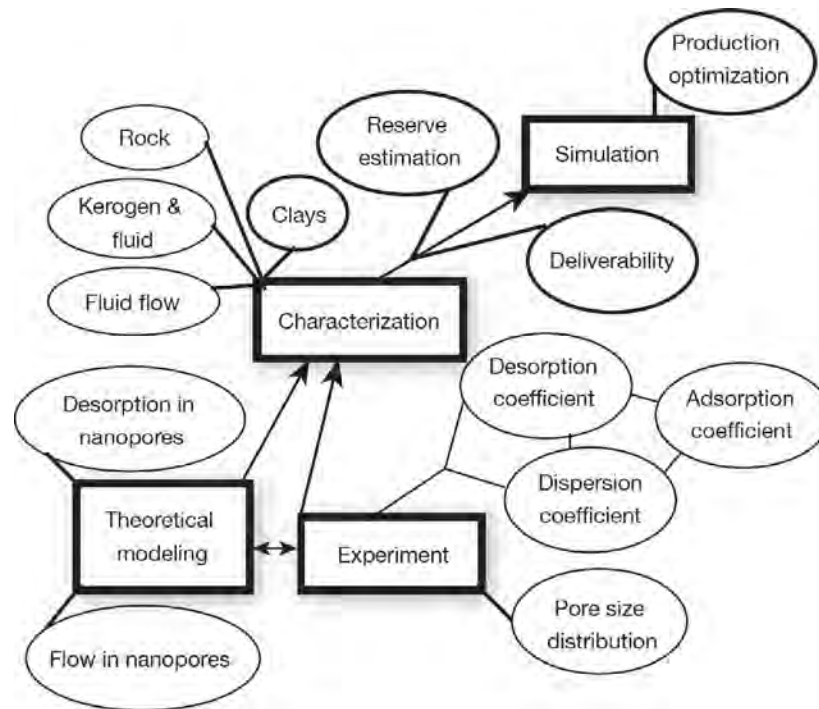 Production
optimization
Reserve
estimation
Simulation
Rock
Kerogen &
fluid
Clays
Fluid flow
Deliverability
Characterization
Desorption
coefficient
Adsorption
coefficient
Desorption in
nanopores
Dispersion
coefficient
Theoretical
modeling
Experiment
Pore size
distribution
Flow in nanopores